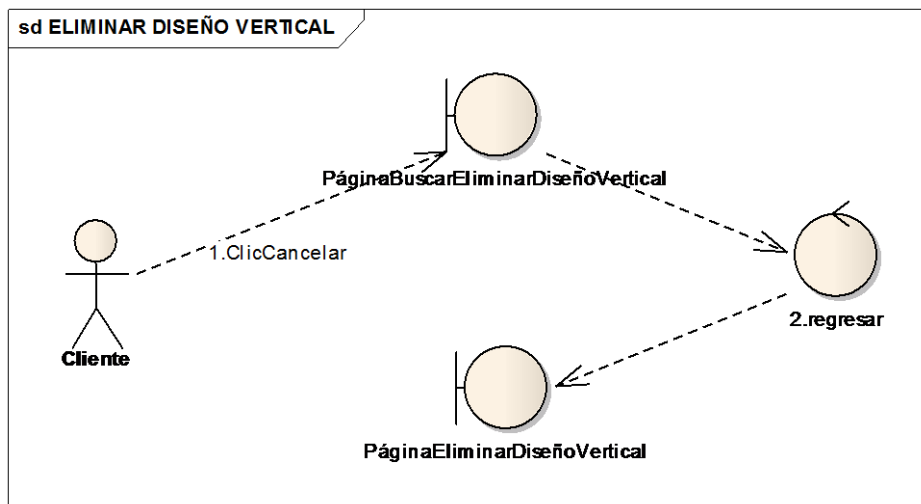 sd ELIMINAR DISEÑO VERTICAL
PáginaBuscarEliminarDiseñoVertical
1.ClicCancelar
2.regresar
Cliente
PáginaEliminarDiseñoVertical